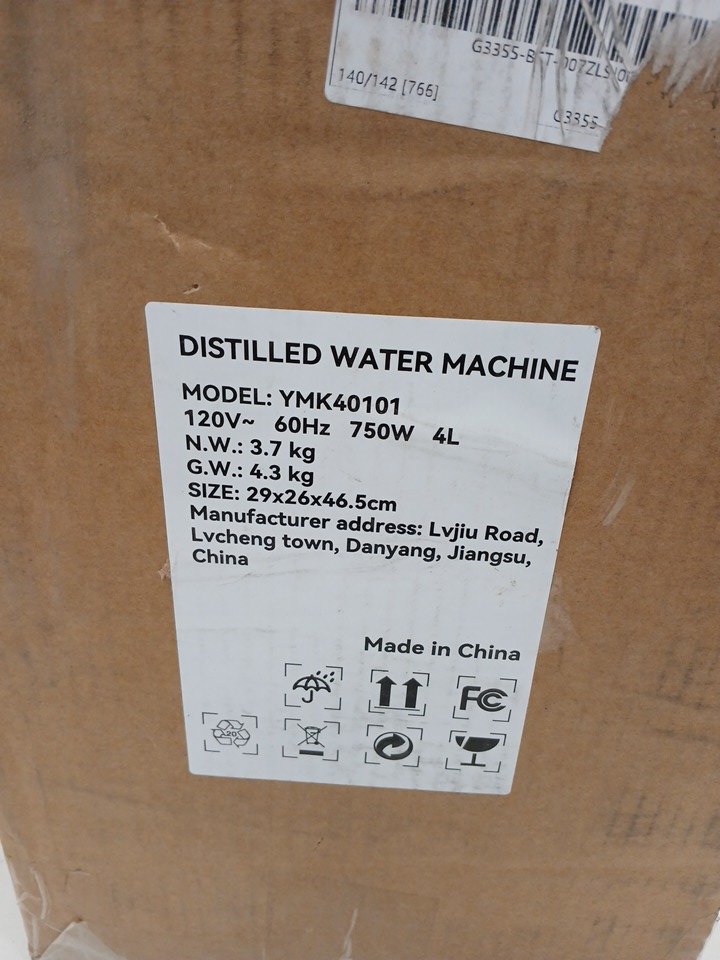 140/142 [766]
G3355
DISTILLED WATER MACHINE
MODEL: YMK40101
120V~ 60Hz 750W 4L
N.W.: 3.7 kg
G.W.: 4.3 kg
SIZE: 29x26x46.5cm
Manufacturer address: Lvjiu Road,
Lvcheng town, Danyang, Jiangsu,
China
Made in China
FC
20